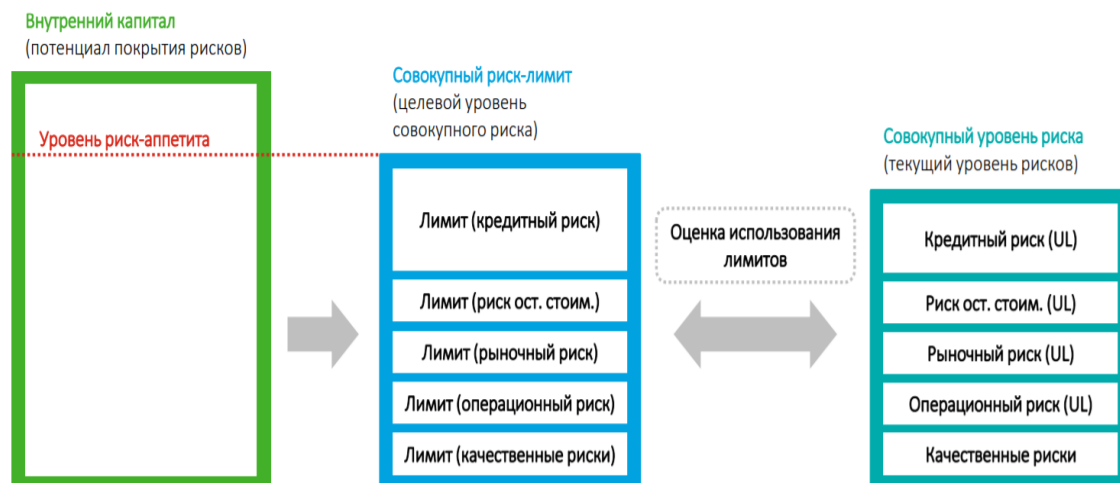 Внутренний капитал
(потенциал покрытия рисков)
Уровень риск-аппетита
Совокупный риск-лимит
(целевой уровень
совокупного риска)
Лимит (кредитный риск)
Лимит (риск ост. стоим.)
Лимит (рыночный риск)
Лимит (операционный риск)
Лимит (качественные риски)
Оценка использования
лимитов
Совокупный уровень риска
(текущий уровень рисков)
Кредитный риск (UL)
Риск ост. стоим. (UL)
Рыночный риск (UL)
Операционный риск (UL)
Качественные риски